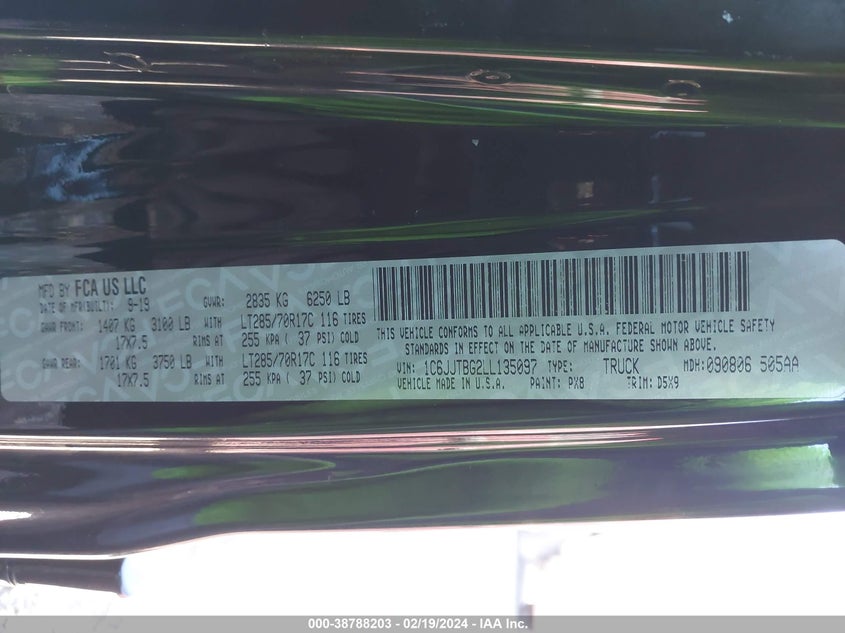 MFD BY FCA US LLC
DATE OF MFR(BUILT): 9-19 GVWR: 2835 KG 6250 LB
GAWR FRONT: 1407 KG 3100 LB WITH LT285/70R17C 116 TIRES
17X7.5 RIMS AT 255 KPA ( 37 PSI) COLD
GAWR REAR: 1701 KG 3750 LB WITH LT285/70R17C 116 TIRES
17X7.5 RIMS AT 255 KPA ( 37 PSI) COLD
THIS VEHICLE CONFORMS TO ALL APPLICABLE U.S.A. FEDERAL MOTOR VEHICLE SAFETY
STANDARDS IN EFFECT ON THE DATE OF MANUFACTURE SHOWN ABOVE.
VIN: 1C6JJTBG2LL135097 TYPE: TRUCK MDH: 090806 505AA
VEHICLE MADE IN U.S.A. PAINT: PX8 TRIM: D5X9
000-38788203 - 02/19/2024 - IAA Inc.